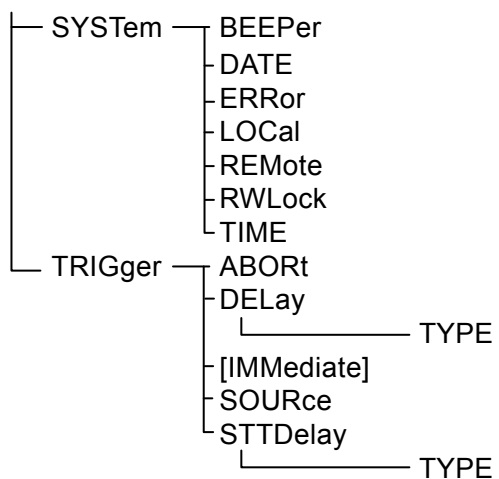 SYSTem BEEPer
DATE
ERRor
LOCal
REMote
RWLock
TIME
TRIGger ABORt
DELay
TYPE
[IMMediate]
SOURce
STTDelay
TYPE